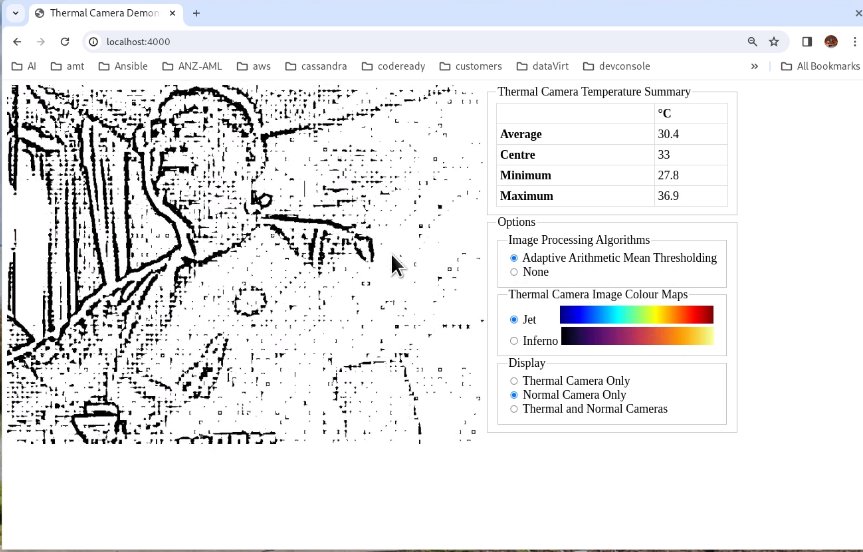 Thermal Camera Demon
localhost:4000
AI
amt
Ansible
ANZ-AML
aws
cassandra
codeready
customers
dataVirt
devconsole
»
All Bookmarks
Thermal Camera Temperature Summary
°C
Average 30.4
Centre 33
Minimum 27.8
Maximum 36.9
Options
Image Processing Algorithms
Adaptive Arithmetic Mean Thresholding
None
Thermal Camera Image Colour Maps
Jet
Inferno
Display
Thermal Camera Only
Normal Camera Only
Thermal and Normal Cameras